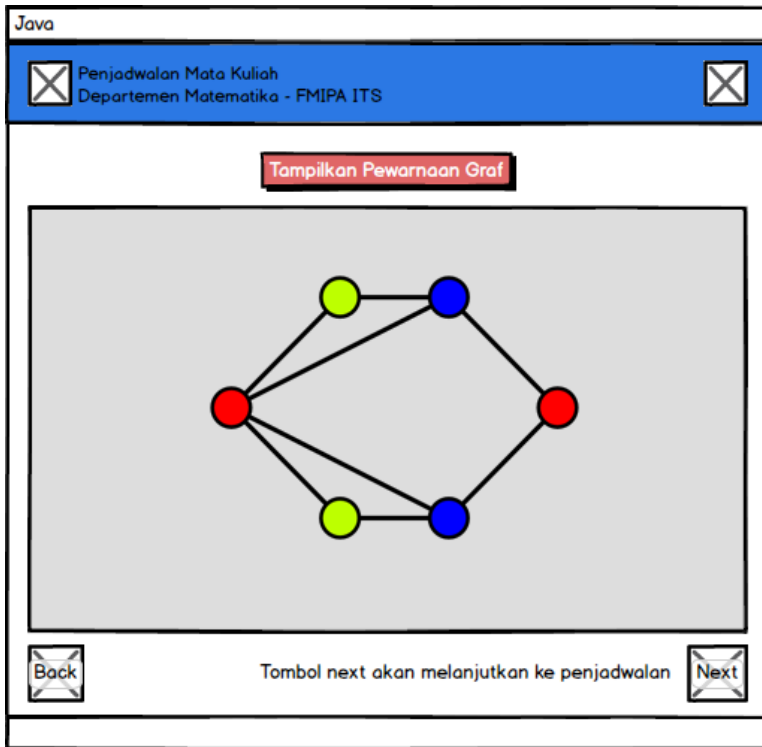 Java
Penjadwalan Mata Kuliah
Departemen Matematika - FMIPA ITS
Tampilkan Pewarnaan Graf
Back
Tombol next akan melanjutkan ke penjadwalan
Next